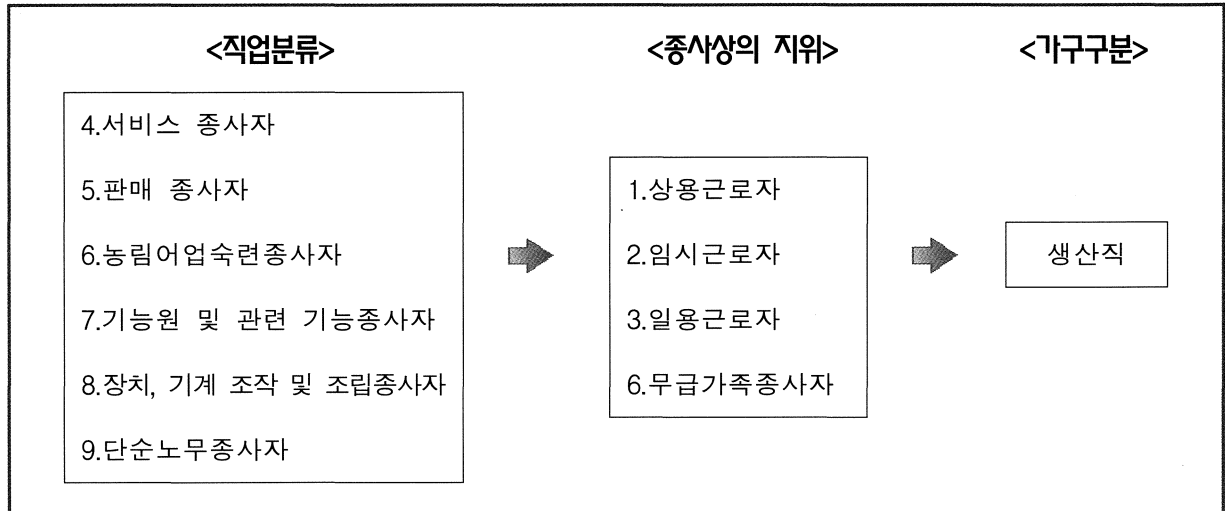 <직업분류>
4.서비스 종사자
5.판매 종사자
6.농림어업숙련종사자
7.기능원 및 관련 기능종사자
8.장치, 기계 조작 및 조립종사자
9.단순노무종사자
<종사상의 지위>
1.상용근로자
2.임시근로자
3.일용근로자
6.무급가족종사자
<가구구분>
생산직